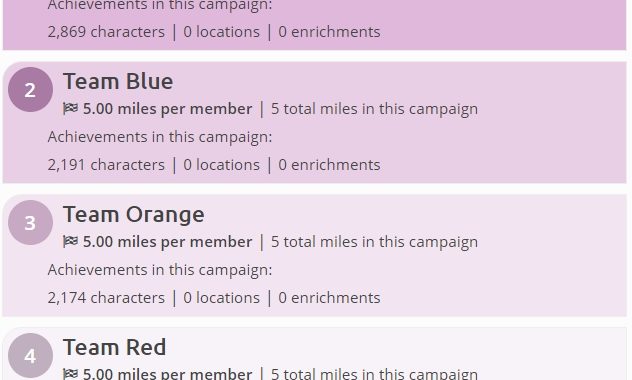 Achievements in this campaign:
2,869 characters | 0 locations | 0 enrichments
2
Team Blue
5.00 miles per member | 5 total miles in this campaign
Achievements in this campaign:
2,191 characters | 0 locations | 0 enrichments
3
Team Orange
5.00 miles per member | 5 total miles in this campaign
Achievements in this campaign:
2,174 characters | 0 locations | 0 enrichments
4
Team Red
5.00 miles per member | 5 total miles in this campaign